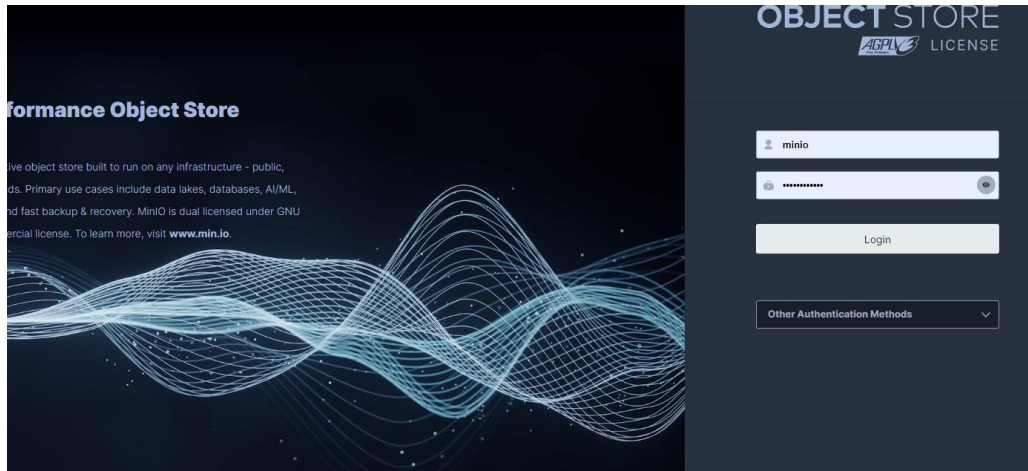 OBJECT STORE
AGPLv3 LICENSE
formance Object Store
ive object store built to run on any infrastructure - public,
ds. Primary use cases include data lakes, databases, AI/ML,
nd fast backup & recovery. MinIO is dual licensed under GNU
ercial license. To learn more, visit www.min.io.
minio
••••••••••••
Login
Other Authentication Methods